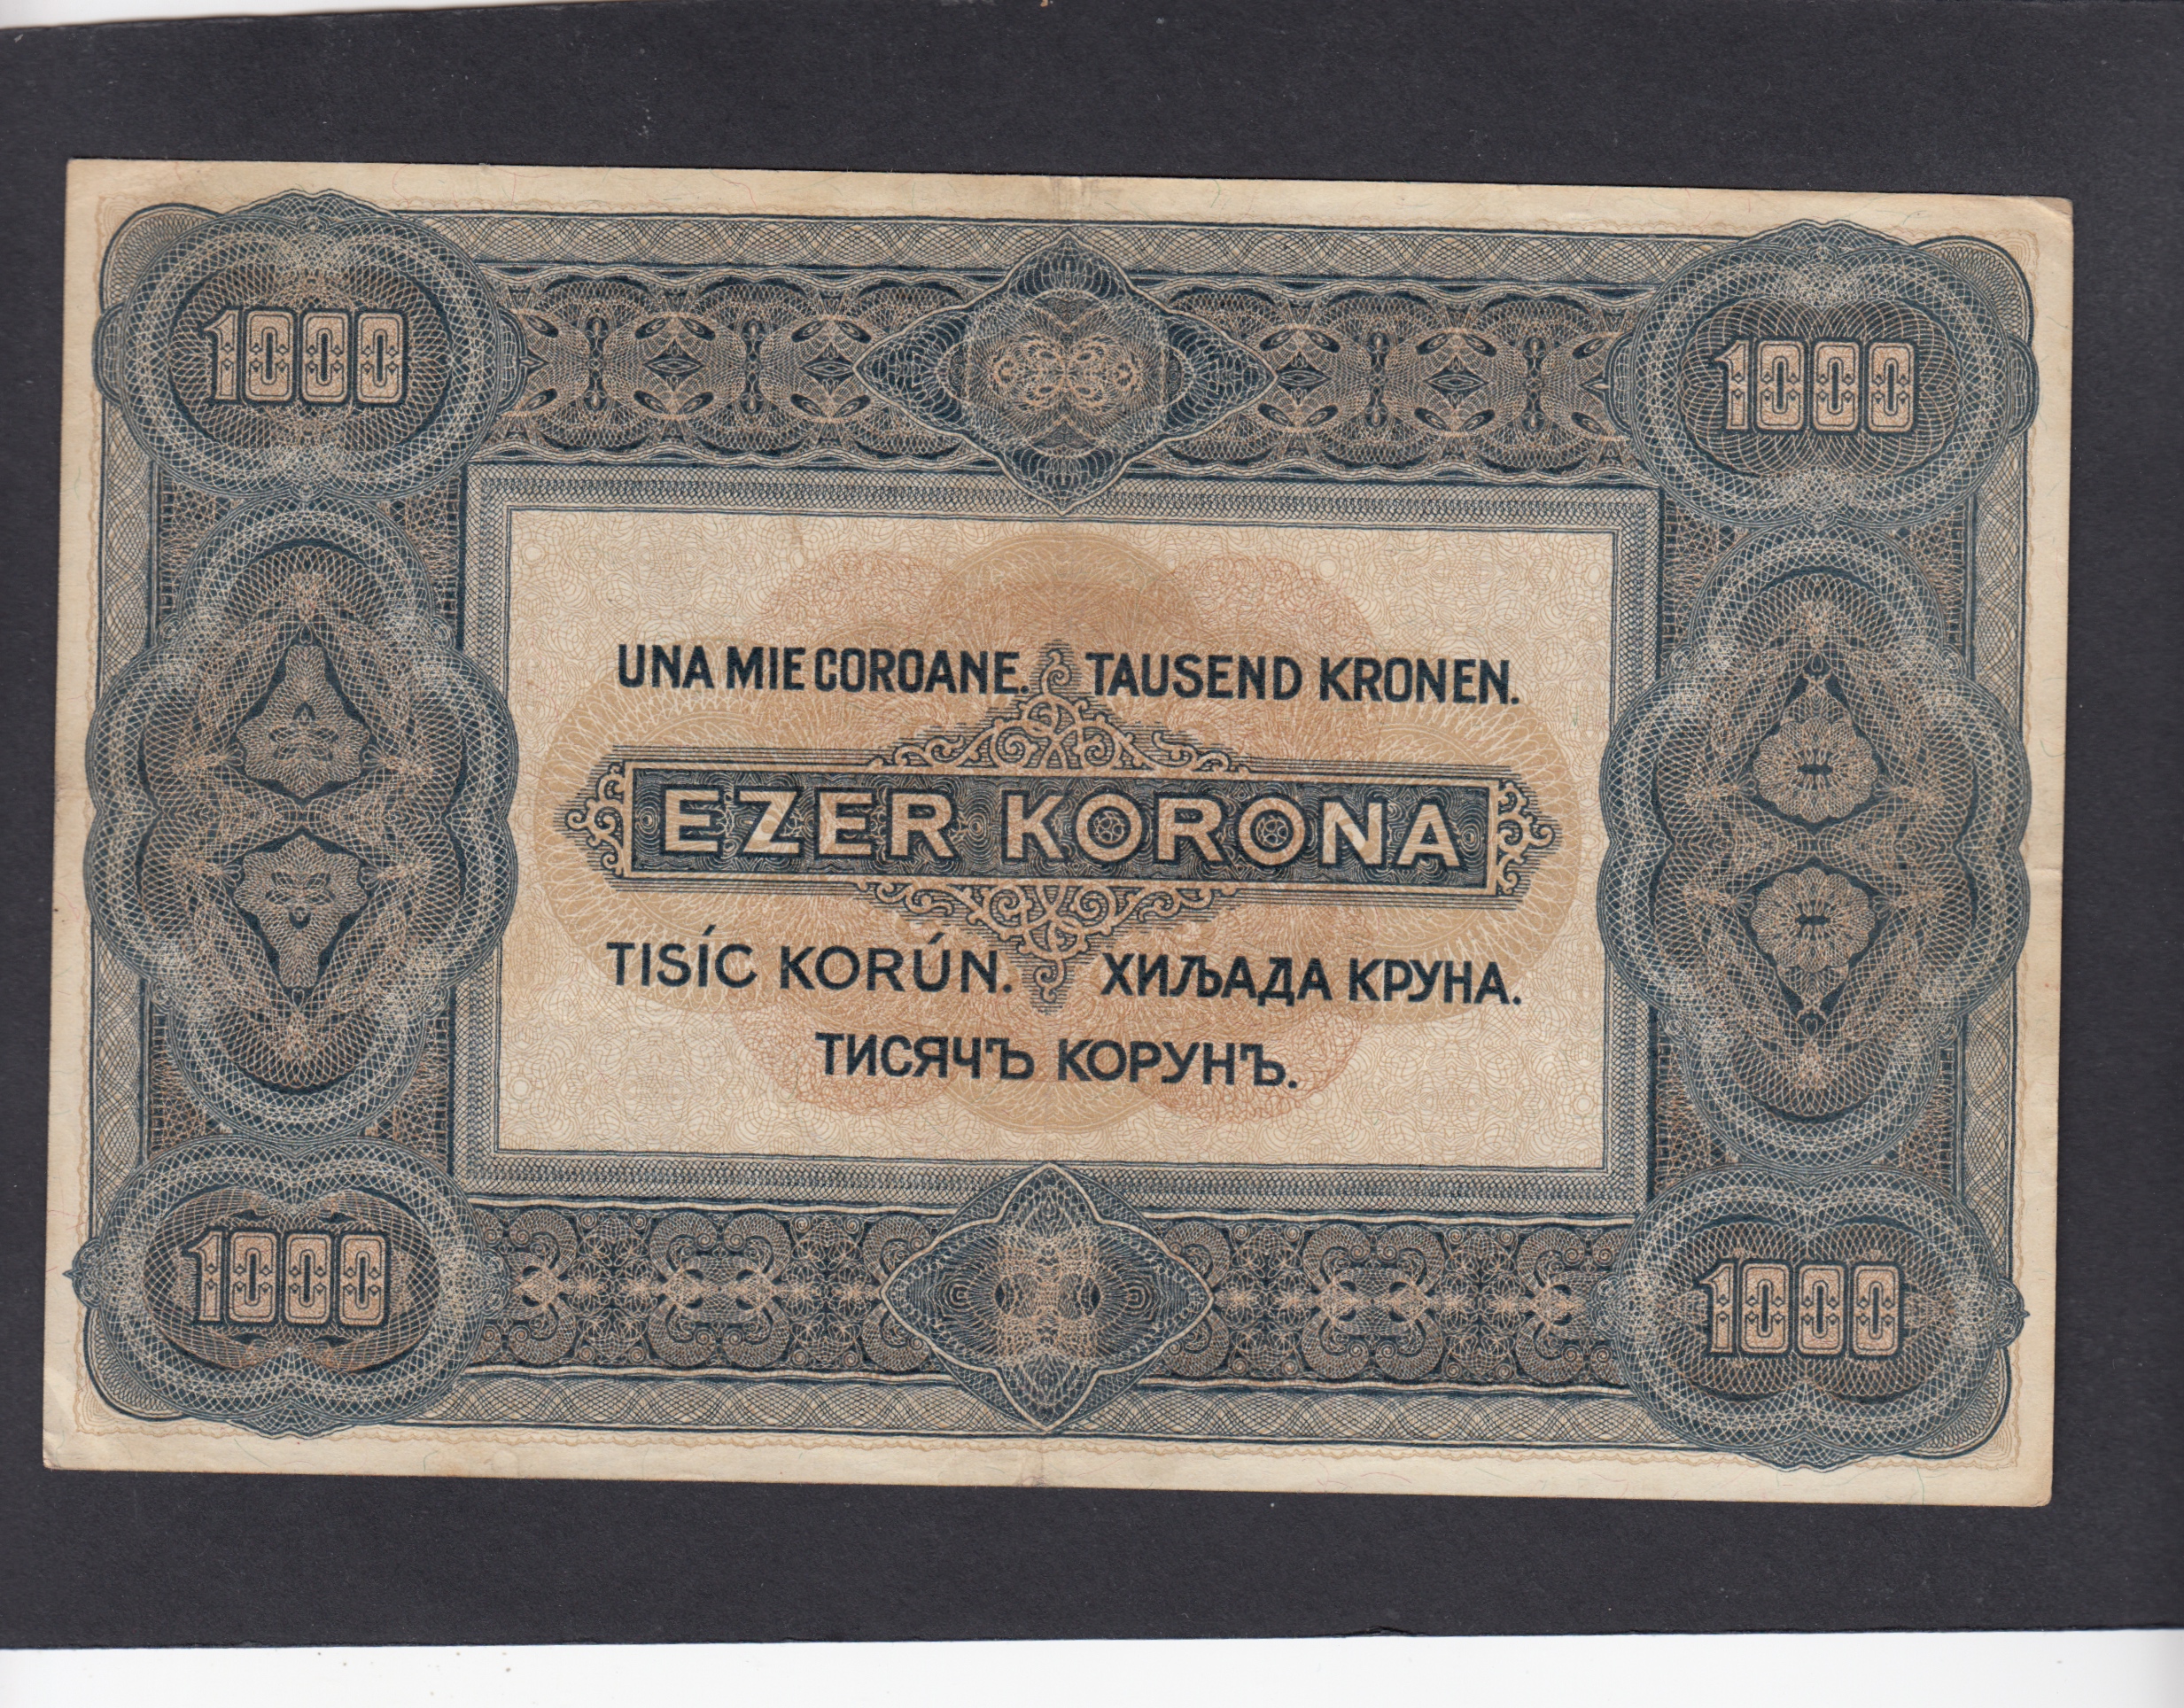 1000 1000
UNA MIE COROANE. TAUSEND KRONEN.
EZER KORONA
TISÍC KORÚN. ХИЉАДА КРУНА.
ТИСЯЧЪ КОРУНЪ.
1000 1000